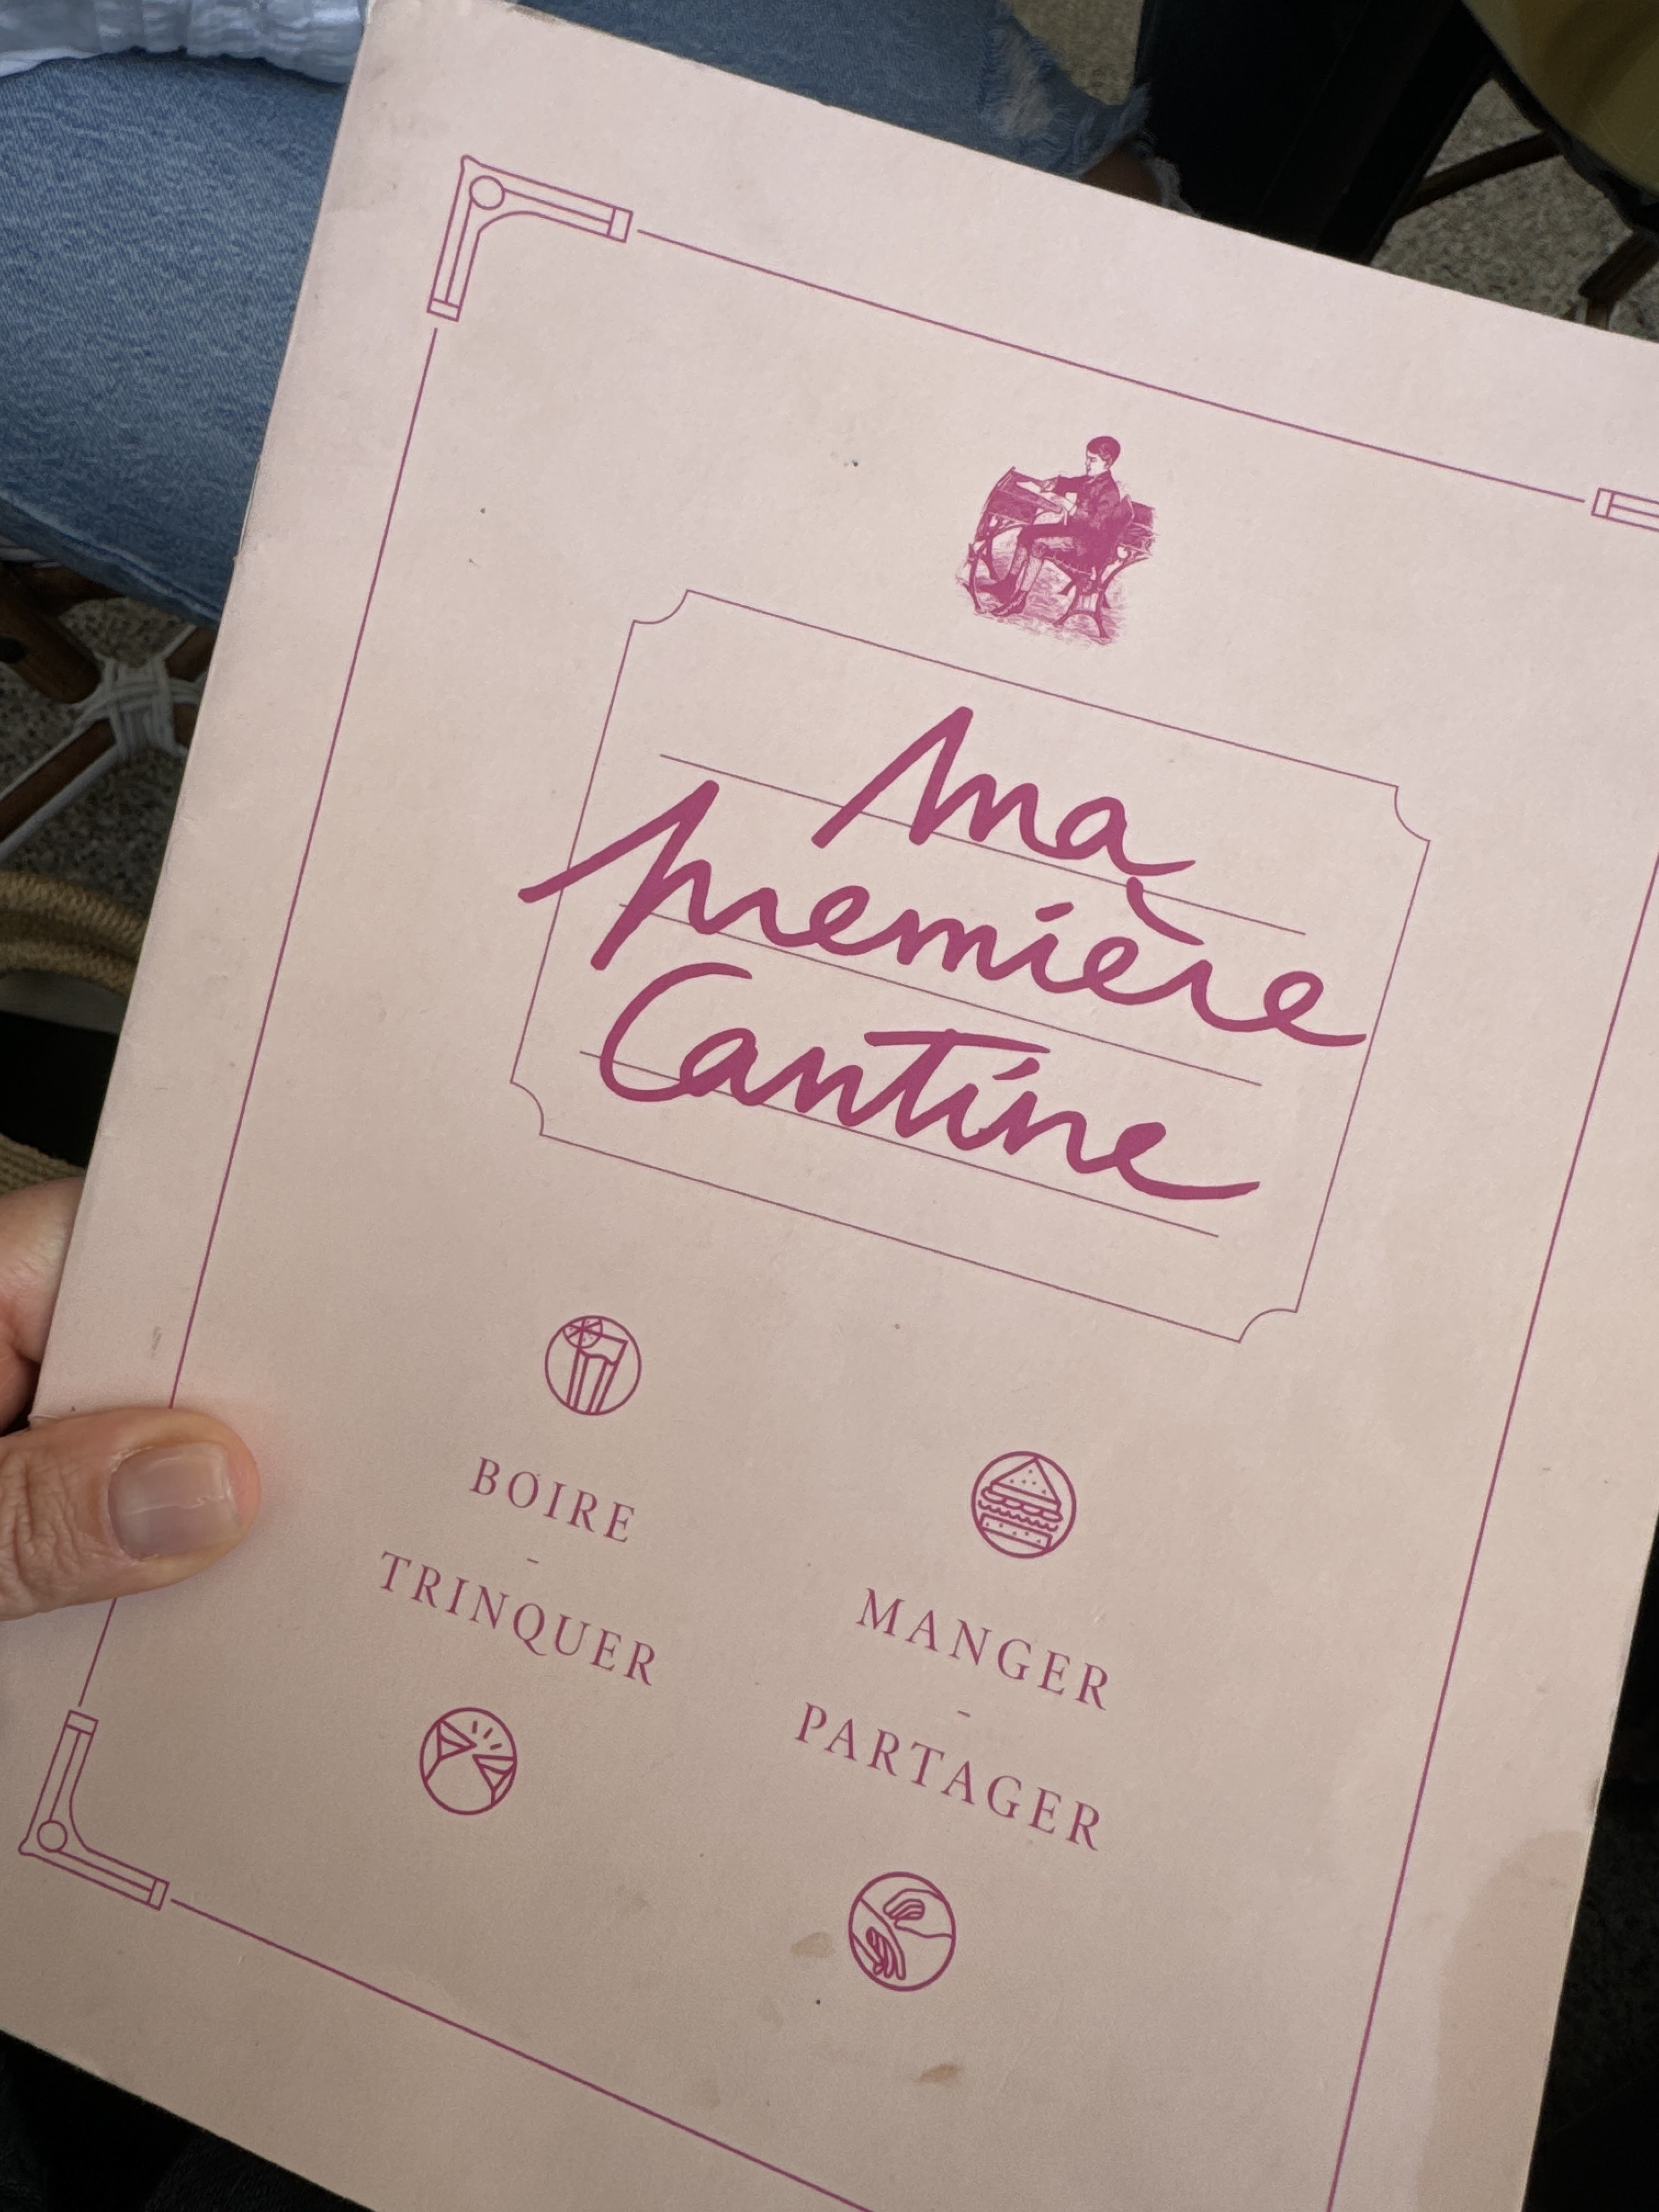 Ma
première
Cantine
BOIRE
-
TRINQUER
MANGER
-
PARTAGER